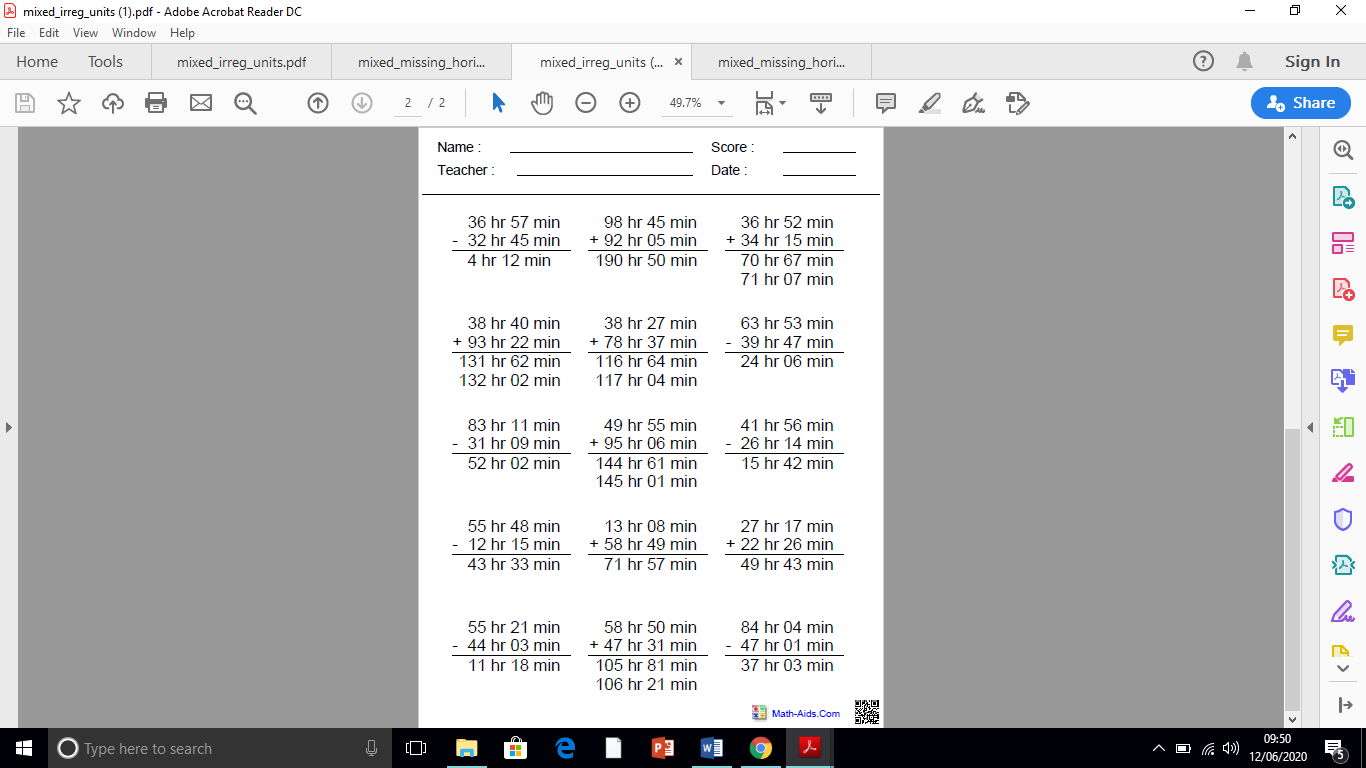 mixed_irreg_units (1).pdf - Adobe Acrobat Reader DC
File Edit View Window Help
Home Tools mixed_irreg_units.pdf mixed_missing_hori... mixed_irreg_units (... × mixed_missing_hori... Sign In
2 / 2 49.7% Share
Name : Score :
Teacher : Date :
36 hr 57 min 98 hr 45 min 36 hr 52 min
- 32 hr 45 min + 92 hr 05 min + 34 hr 15 min
4 hr 12 min 190 hr 50 min 70 hr 67 min
71 hr 07 min
38 hr 40 min 38 hr 27 min 63 hr 53 min
+ 93 hr 22 min + 78 hr 37 min - 39 hr 47 min
131 hr 62 min 116 hr 64 min 24 hr 06 min
132 hr 02 min 117 hr 04 min
83 hr 11 min 49 hr 55 min 41 hr 56 min
- 31 hr 09 min + 95 hr 06 min - 26 hr 14 min
52 hr 02 min 144 hr 61 min 15 hr 42 min
145 hr 01 min
55 hr 48 min 13 hr 08 min 27 hr 17 min
- 12 hr 15 min + 58 hr 49 min + 22 hr 26 min
43 hr 33 min 71 hr 57 min 49 hr 43 min
55 hr 21 min 58 hr 50 min 84 hr 04 min
- 44 hr 03 min + 47 hr 31 min - 47 hr 01 min
11 hr 18 min 105 hr 81 min 37 hr 03 min
106 hr 21 min
Math-Aids.Com
Type here to search
09:50
12/06/2020
5